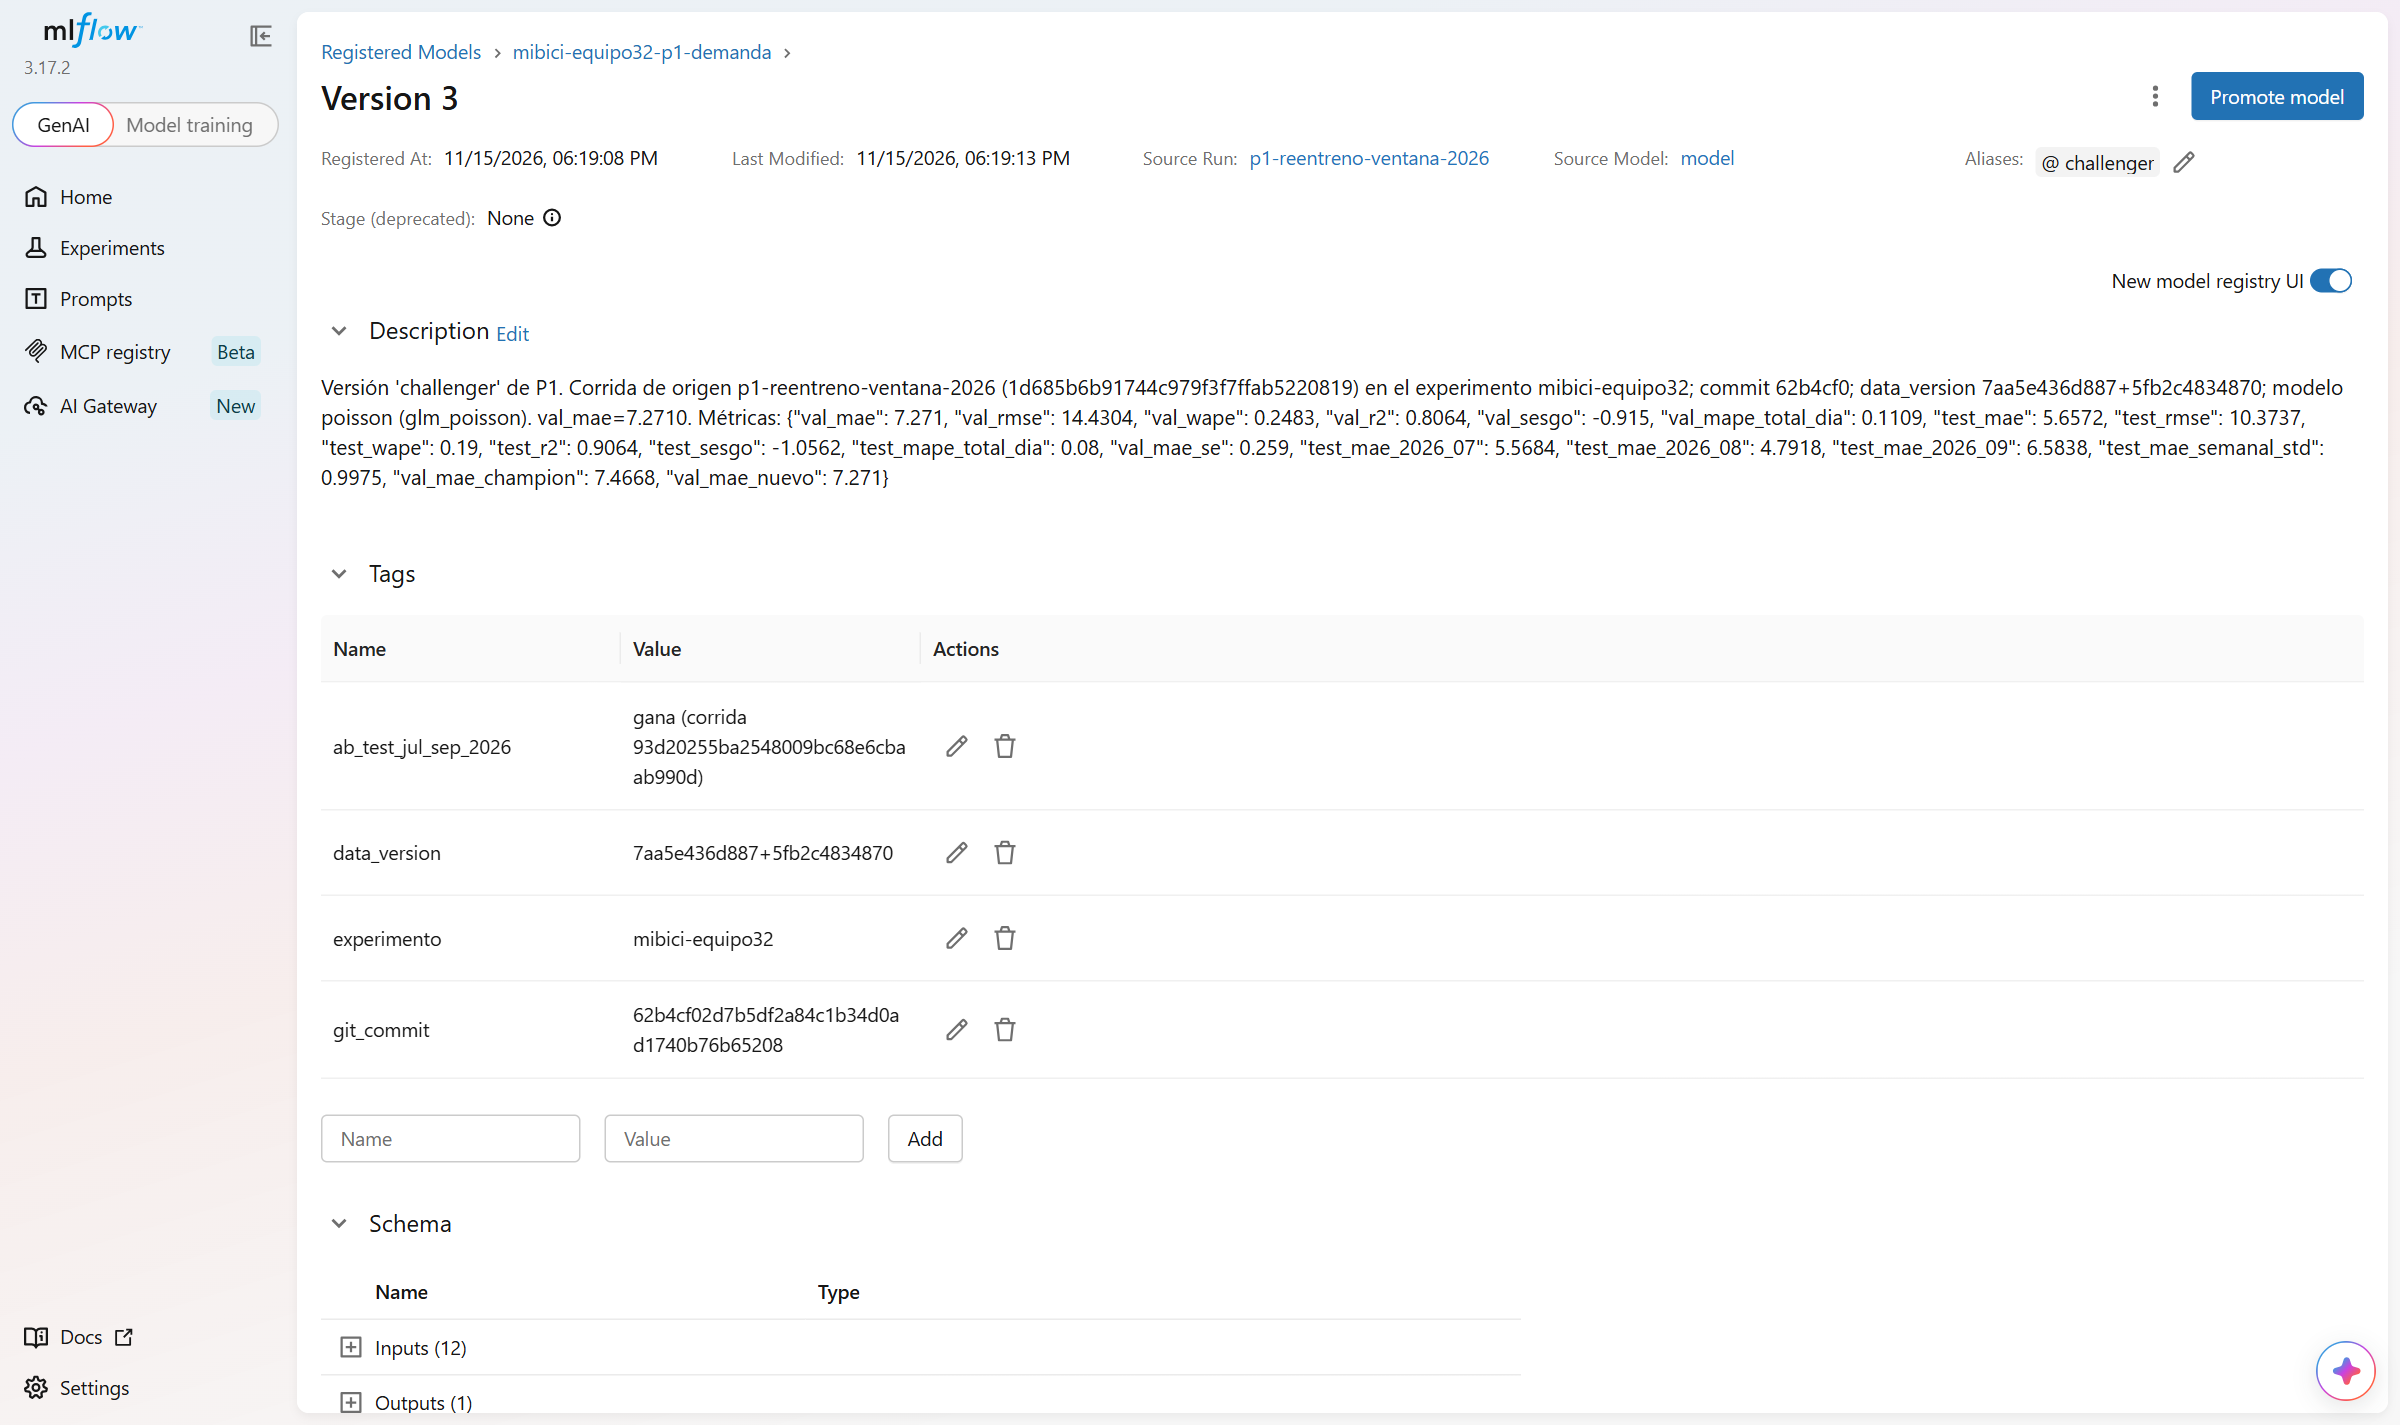 mlflow
3.17.2
GenAI Model training
Home
Experiments
Prompts
MCP registry Beta
AI Gateway New
Docs
Settings
Registered Models > mibici-equipo32-p1-demanda >
Version 3
Promote model
Registered At: 11/15/2026, 06:19:08 PM Last Modified: 11/15/2026, 06:19:13 PM Source Run: p1-reentreno-ventana-2026 Source Model: model Aliases: @ challenger
Stage (deprecated): None
New model registry UI
Description Edit
Versión 'challenger' de P1. Corrida de origen p1-reentreno-ventana-2026 (1d685b6b91744c979f3f7ffab5220819) en el experimento mibici-equipo32; commit 62b4cf0; data_version 7aa5e436d887+5fb2c4834870; modelo
poisson (glm_poisson). val_mae=7.2710. Métricas: {"val_mae": 7.271, "val_rmse": 14.4304, "val_wape": 0.2483, "val_r2": 0.8064, "val_sesgo": -0.915, "val_mape_total_dia": 0.1109, "test_mae": 5.6572, "test_rmse": 10.3737,
"test_wape": 0.19, "test_r2": 0.9064, "test_sesgo": -1.0562, "test_mape_total_dia": 0.08, "val_mae_se": 0.259, "test_mae_2026_07": 5.5684, "test_mae_2026_08": 4.7918, "test_mae_2026_09": 6.5838, "test_mae_semanal_std":
0.9975, "val_mae_champion": 7.4668, "val_mae_nuevo": 7.271}
Tags
Name Value Actions
ab_test_jul_sep_2026
gana (corrida
93d20255ba2548009bc68e6cba
ab990d)
data_version 7aa5e436d887+5fb2c4834870
experimento mibici-equipo32
git_commit
62b4cf02d7b5df2a84c1b34d0a
d1740b76b65208
Name Value Add
Schema
Name Type
Inputs (12)
Outputs (1)